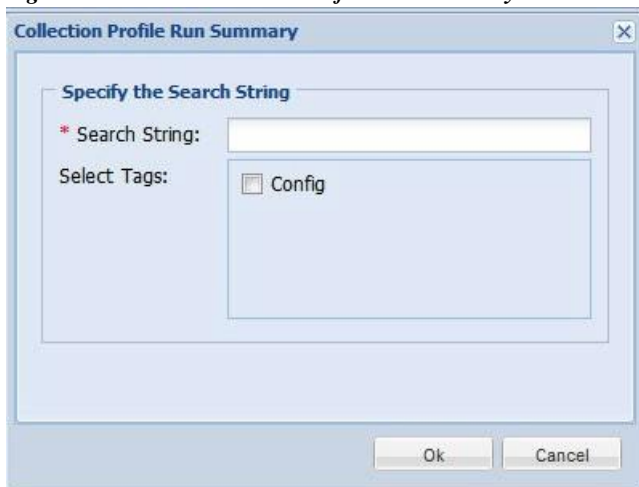 Collection Profile Run Summary
Specify the Search String
* Search String:
Select Tags:
Config
Ok
Cancel